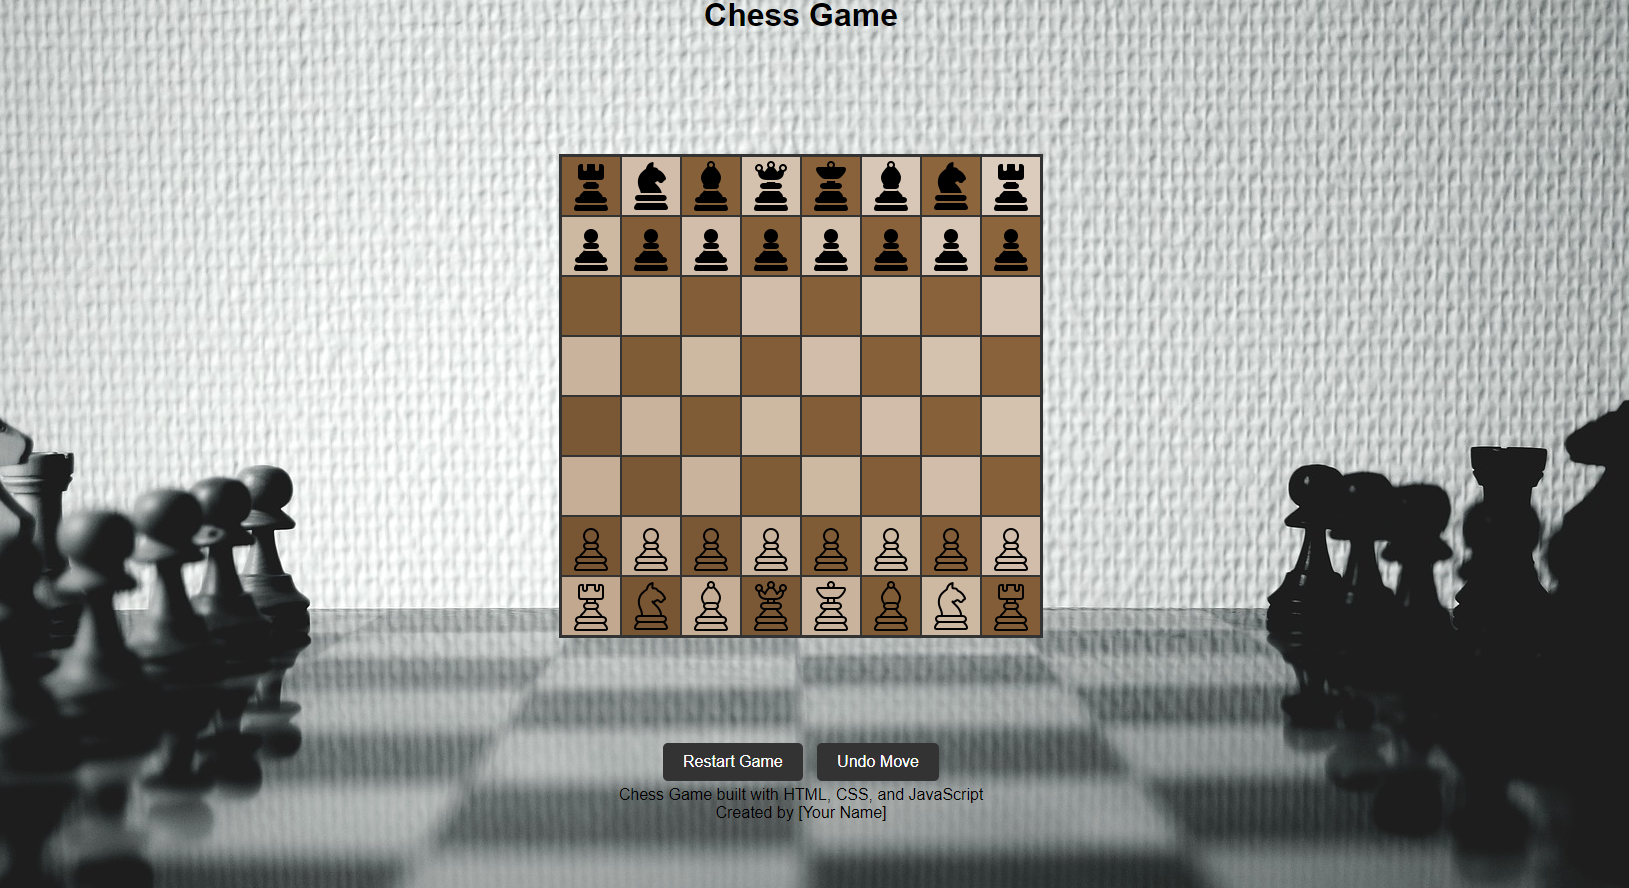 Chess Game
Restart Game
Undo Move
Chess Game built with HTML, CSS, and JavaScript
Created by [Your Name]